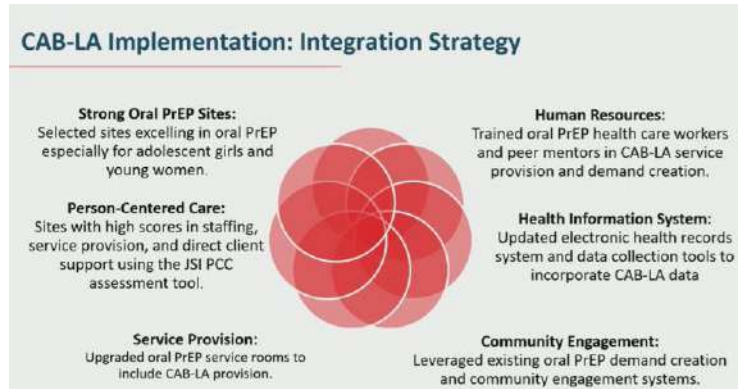 CAB-LA Implementation: Integration Strategy
Strong Oral PrEP Sites:
Selected sites excelling in oral PrEP
especially for adolescent girls and
young women.
Person-Centered Care:
Sites with high scores in staffing,
service provision, and direct client
support using the JSI PCC
assessment tool.
Service Provision:
Upgraded oral PrEP service rooms to
include CAB-LA provision.
Human Resources:
Trained oral PrEP health care workers
and peer mentors in CAB-LA service
provision and demand creation.
Health Information System:
Updated electronic health records
system and data collection tools to
incorporate CAB-LA data
Community Engagement:
Leveraged existing oral PrEP demand creation
and community engagement systems.